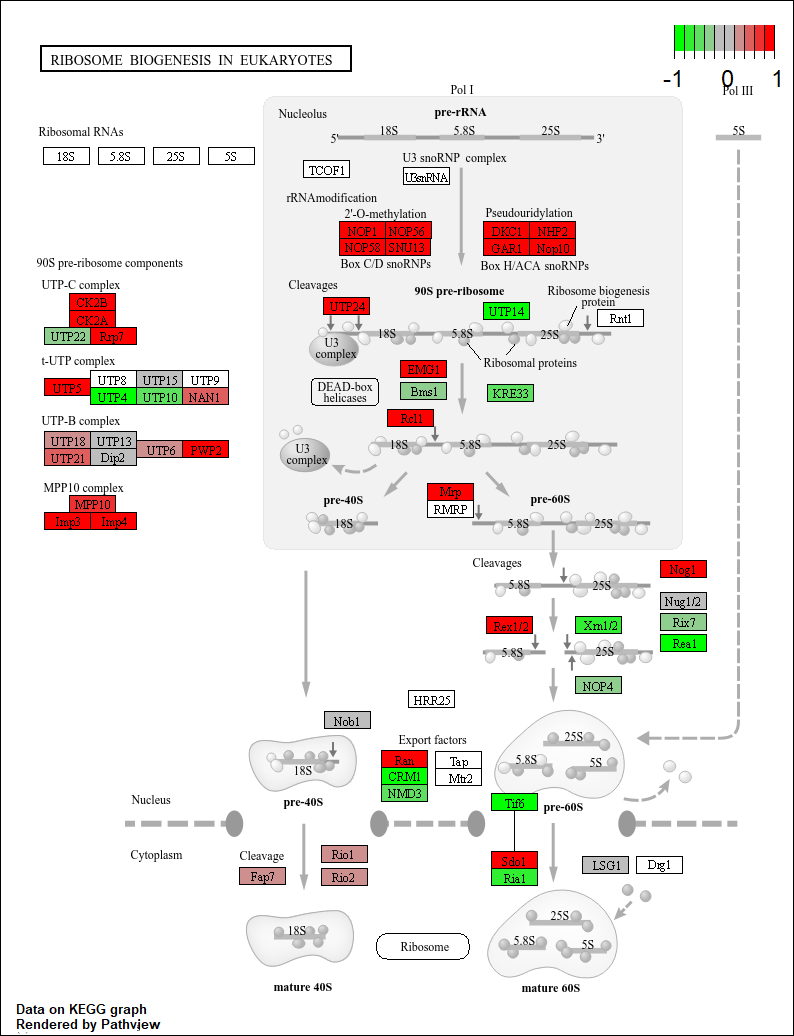 -1 0 1
RIBOSOME BIOGENESIS IN EUKARYOTES
Pol I
Pol III
Nucleolus
pre-rRNA
Ribosomal RNAs
5' 18S 5.8S 25S 3'
5S
18S 5.8S 25S 5S
U3 snoRNP complex
TCOF1
U3snRNA
rRNAmodification
2'-O-methylation
Pseudouridylation
NOP1 NOP56
DKC1 NHP2
NOP58 SNU13
GAR1 Nop10
Box C/D snoRNPs
Box H/ACA snoRNPs
90S pre-ribosome components
UTP-C complex
CK2B
CK2A
UTP22 Rrp7
t-UTP complex
UTP5
UTP8 UTP15 UTP9
UTP4 UTP10 NAN1
UTP-B complex
UTP18 UTP13
UTP6 PWP2
UTP21 Dip2
MPP10 complex
MPP10
Imp3 Imp4
Cleavages
90S pre-ribosome
Ribosome biogenesis
protein
UTP24
UTP14
Rnt1
18S 5.8S 25S
U3
complex
Ribosomal proteins
EMG1
DEAD-box
helicases
Bms1
KRE33
Rcl1
18S 5.8S 25S
U3
complex
pre-40S
Mrp
RMRP
pre-60S
18S
5.8S 25S
Cleavages
Nog1
5.8S 25S
Nug1/2
Rex1/2
Xrn1/2
Rix7
Rea1
5.8S
25S
NOP4
HRR25
Nob1
Export factors
Ran
CRM1
NMD3
Tap
Mtr2
18S
25S
5.8S
5S
pre-40S
Tif6
pre-60S
Nucleus
Cytoplasm
Cleavage
Fap7
Rio1
Rio2
Sdo1
Ria1
LSG1
Drg1
18S
25S
5.8S
5S
Ribosome
mature 40S
mature 60S
Data on KEGG graph
Rendered by Pathview